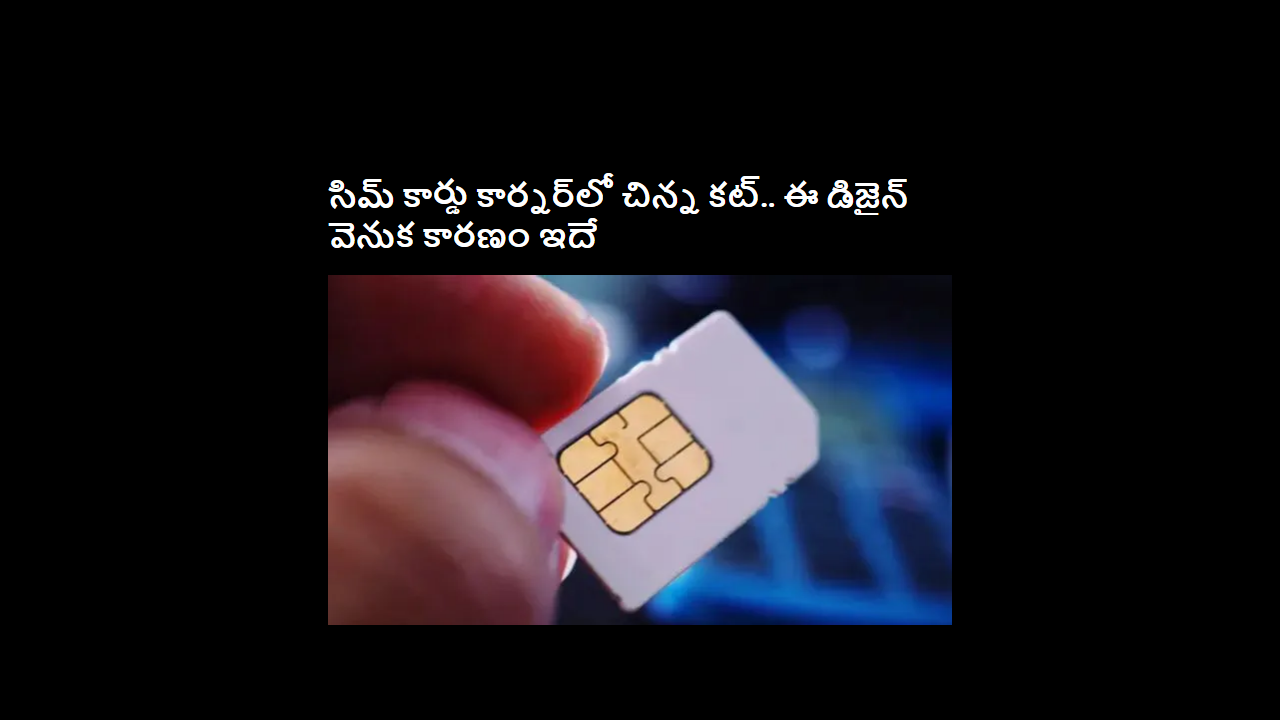 సిమ్ కార్డు కార్నర్‌లో చిన్న కట్.. ఈ డిజైన్
వెనుక కారణం ఇదే